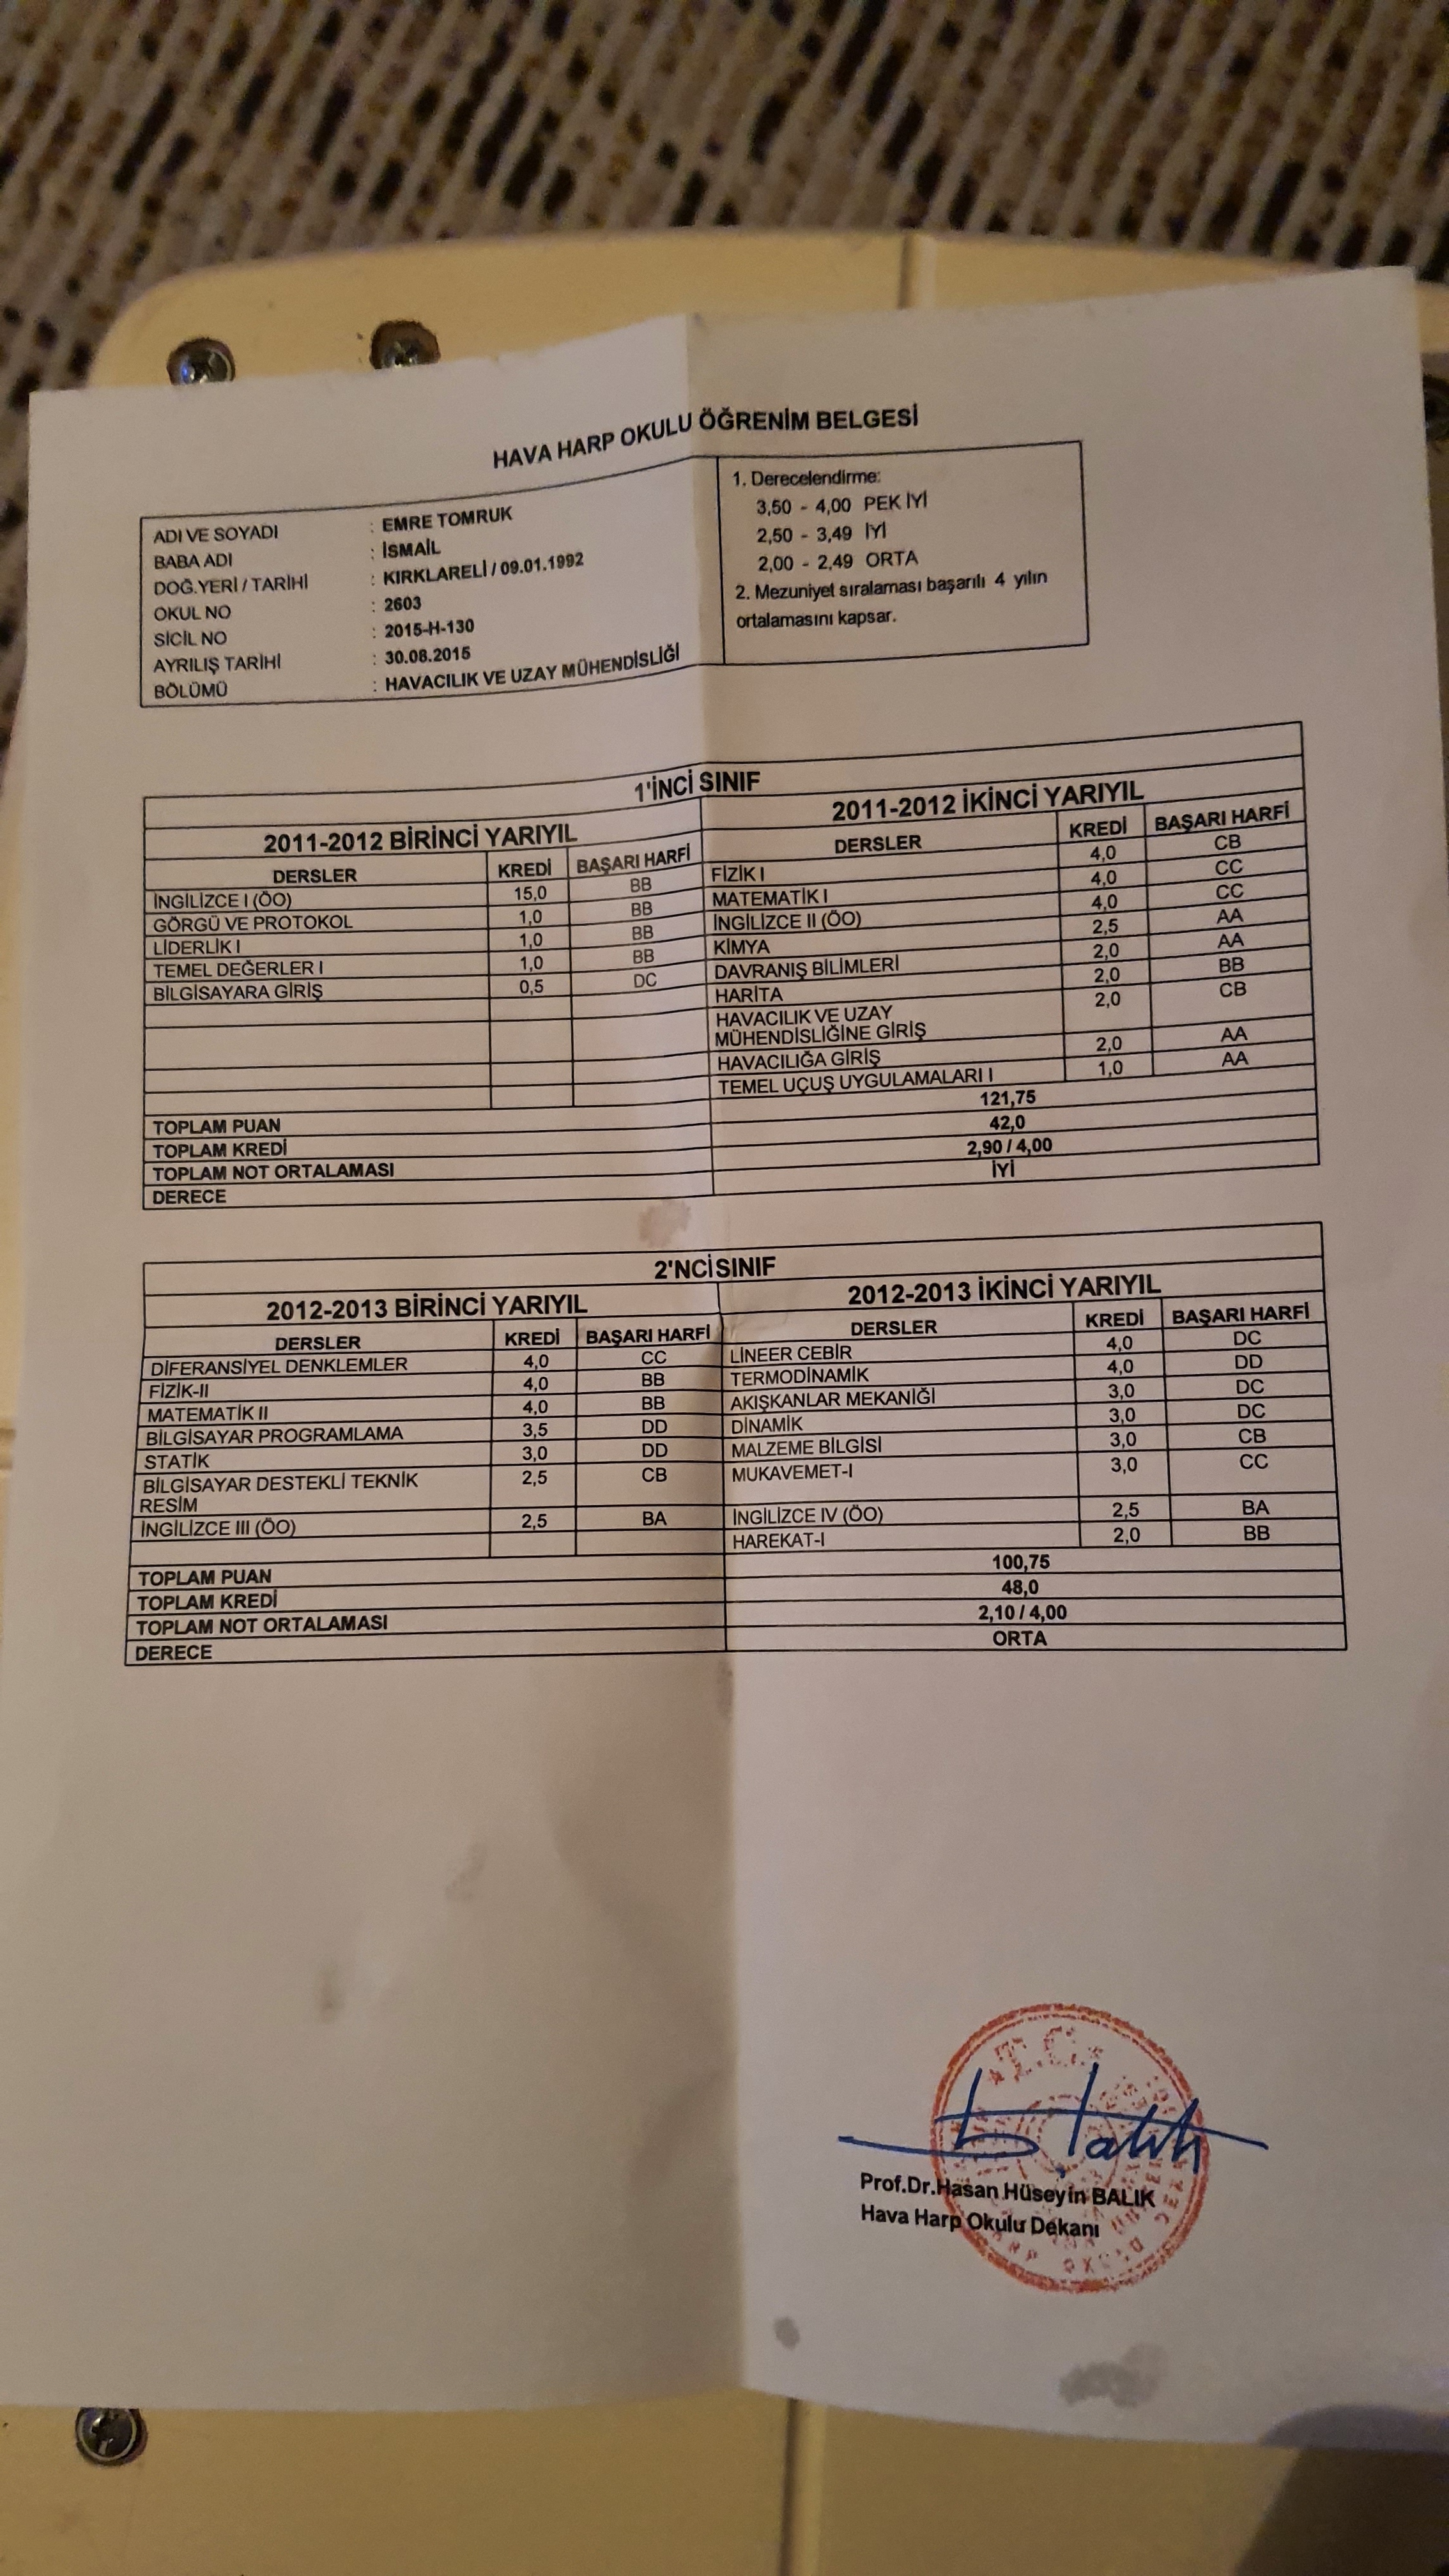 HAVA HARP OKULU ÖĞRENİM BELGESİ
ADI VE SOYADI : EMRE TOMRUK
BABA ADI : İSMAİL
DOĞ.YERİ / TARİHİ : KIRKLARELİ / 09.01.1992
OKUL NO : 2603
SİCİL NO : 2015-H-130
AYRILIŞ TARİHİ : 30.08.2015
BÖLÜMÜ : HAVACILIK VE UZAY MÜHENDİSLİĞİ
1. Derecelendirme:
3,50 - 4,00 PEK İYİ
2,50 - 3,49 İYİ
2,00 - 2,49 ORTA
2. Mezuniyet sıralaması başarılı 4 yılın
ortalamasını kapsar.
1'İNCİ SINIF
2011-2012 BİRİNCİ YARIYIL
DERSLER KREDİ BAŞARI HARFİ
İNGİLİZCE I (ÖO) 15,0 BB
GÖRGÜ VE PROTOKOL 1,0 BB
LİDERLİK I 1,0 BB
TEMEL DEĞERLER I 1,0 BB
BİLGİSAYARA GİRİŞ 0,5 DC
2011-2012 İKİNCİ YARIYIL
DERSLER KREDİ BAŞARI HARFİ
FİZİK I 4,0 CB
MATEMATİK I 4,0 CC
İNGİLİZCE II (ÖO) 4,0 CC
KİMYA 2,5 AA
DAVRANIŞ BİLİMLERİ 2,0 AA
HARİTA 2,0 BB
HAVACILIK VE UZAY
MÜHENDİSLİĞİNE GİRİŞ 2,0 CB
HAVACILIĞA GİRİŞ 2,0 AA
TEMEL UÇUŞ UYGULAMALARI I 1,0 AA
TOPLAM PUAN 121,75
TOPLAM KREDİ 42,0
TOPLAM NOT ORTALAMASI 2,90 / 4,00
DERECE İYİ
2'NCİ SINIF
2012-2013 BİRİNCİ YARIYIL
DERSLER KREDİ BAŞARI HARFİ
DİFERANSİYEL DENKLEMLER 4,0 CC
FİZİK-II 4,0 BB
MATEMATİK II 4,0 BB
BİLGİSAYAR PROGRAMLAMA 3,5 DD
STATİK 3,0 DD
BİLGİSAYAR DESTEKLİ TEKNİK
RESİM 2,5 CB
İNGİLİZCE III (ÖO) 2,5 BA
2012-2013 İKİNCİ YARIYIL
DERSLER KREDİ BAŞARI HARFİ
LİNEER CEBİR 4,0 DC
TERMODİNAMİK 4,0 DD
AKIŞKANLAR MEKANİĞİ 3,0 DC
DİNAMİK 3,0 DC
MALZEME BİLGİSİ 3,0 CB
MUKAVEMET-I 3,0 CC
İNGİLİZCE IV (ÖO) 2,5 BA
HAREKAT-I 2,0 BB
TOPLAM PUAN 100,75
TOPLAM KREDİ 48,0
TOPLAM NOT ORTALAMASI 2,10 / 4,00
DERECE ORTA
T.C.
Prof.Dr.Hasan Hüseyin BALIK
Hava Harp Okulu Dekanı